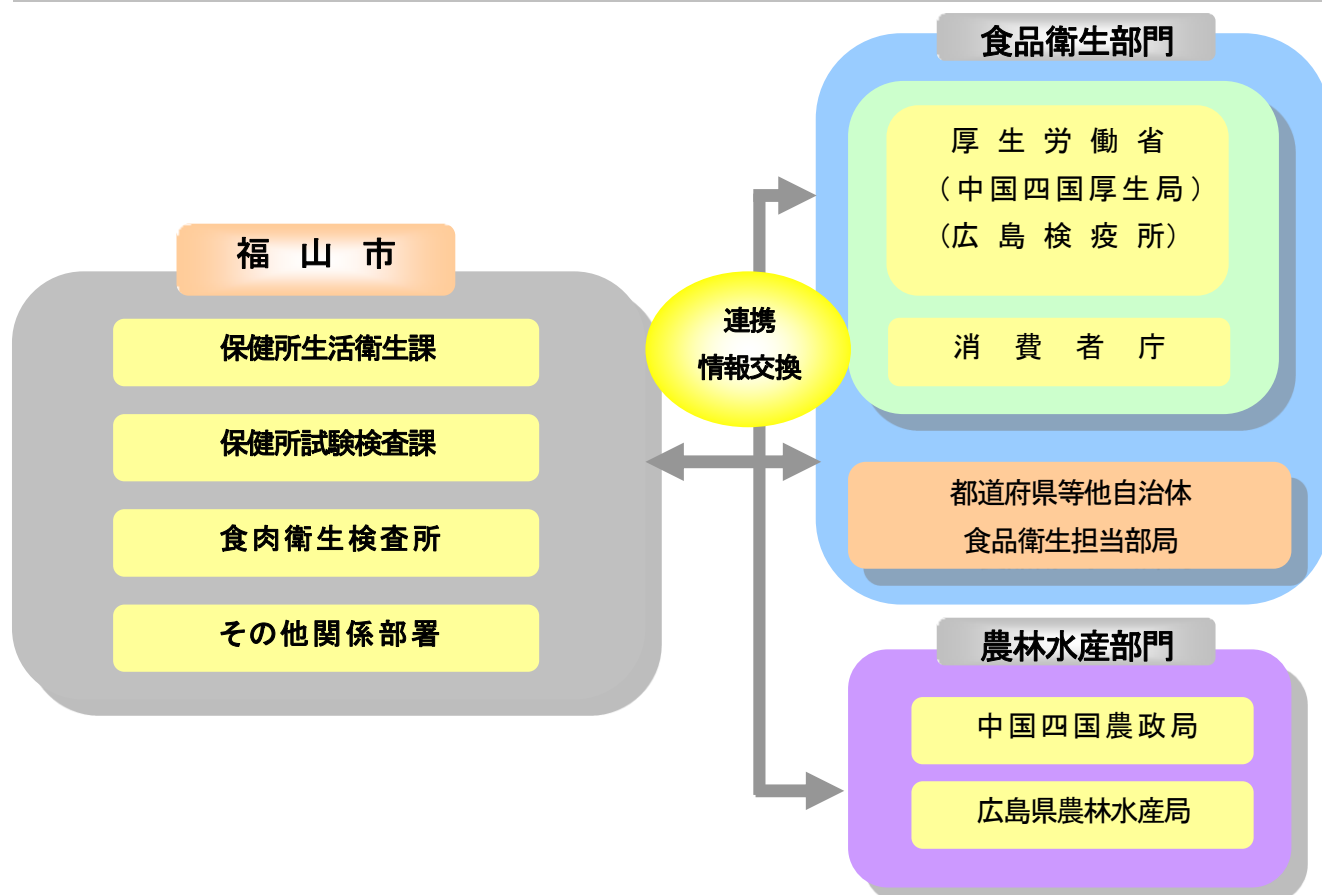 福山市
保健所生活衛生課
保健所試験検査課
食肉衛生検査所
その他関係部署
連携
情報交換
食品衛生部門
厚生労働省
（中国四国厚生局）
（広島検疫所）
消費者庁
都道府県等他自治体
食品衛生担当部局
農林水産部門
中国四国農政局
広島県農林水産局